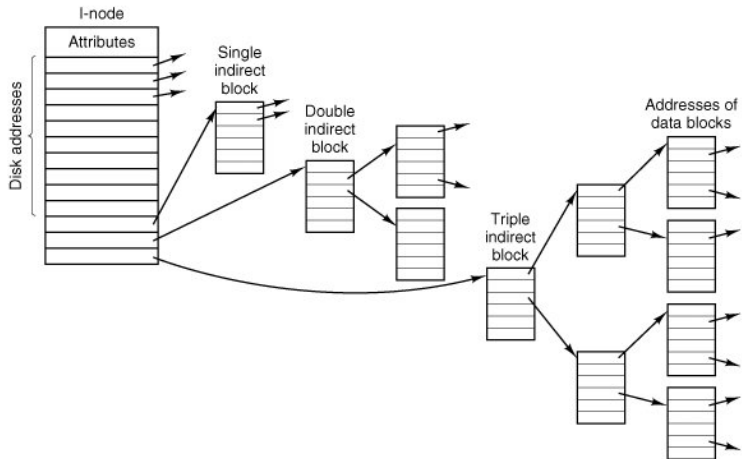 I-node
Attributes
Disk addresses
Single
indirect
block
Double
indirect
block
Triple
indirect
block
Addresses of
data blocks